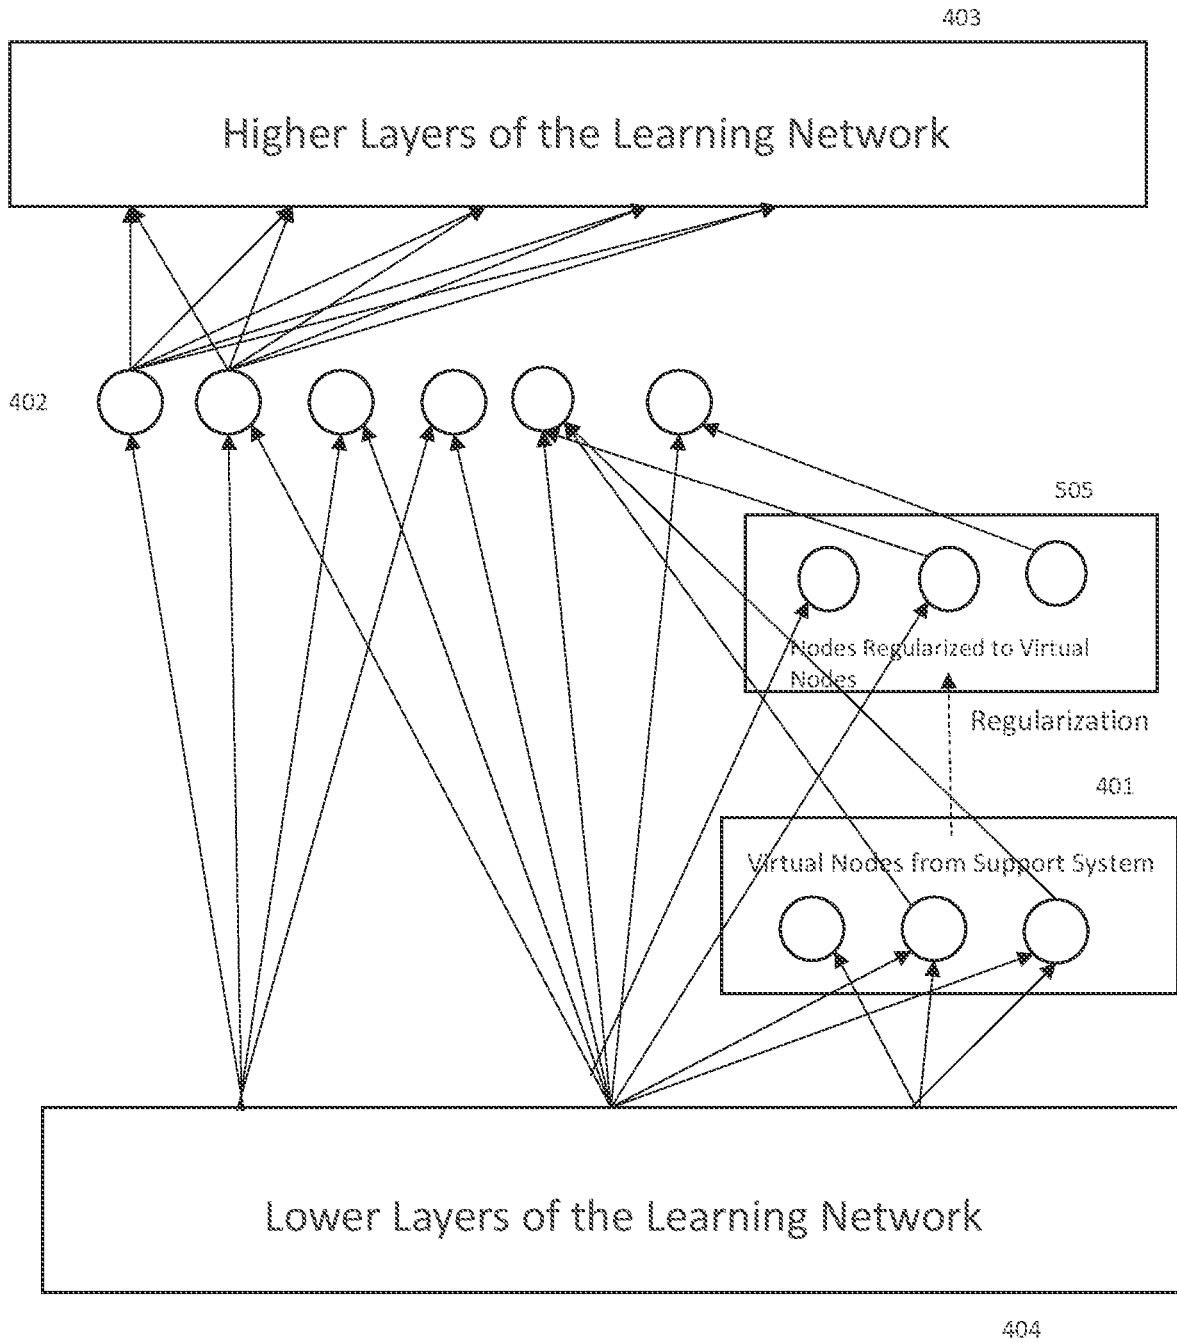 403
Higher Layers of the Learning Network
402
505
Nodes Regularized to Virtual
Nodes
Regularization
401
Virtual Nodes from Support System
Lower Layers of the Learning Network
404